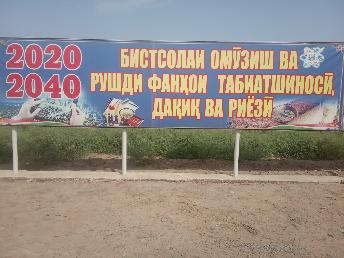 2020
2040
БИСТСОЛАИ ОМӮЗИШ ВА
РУШДИ ФАНҲОИ ТАБИАТШИНОСӢ,
ДАҚИҚ ВА РИЁЗӢ